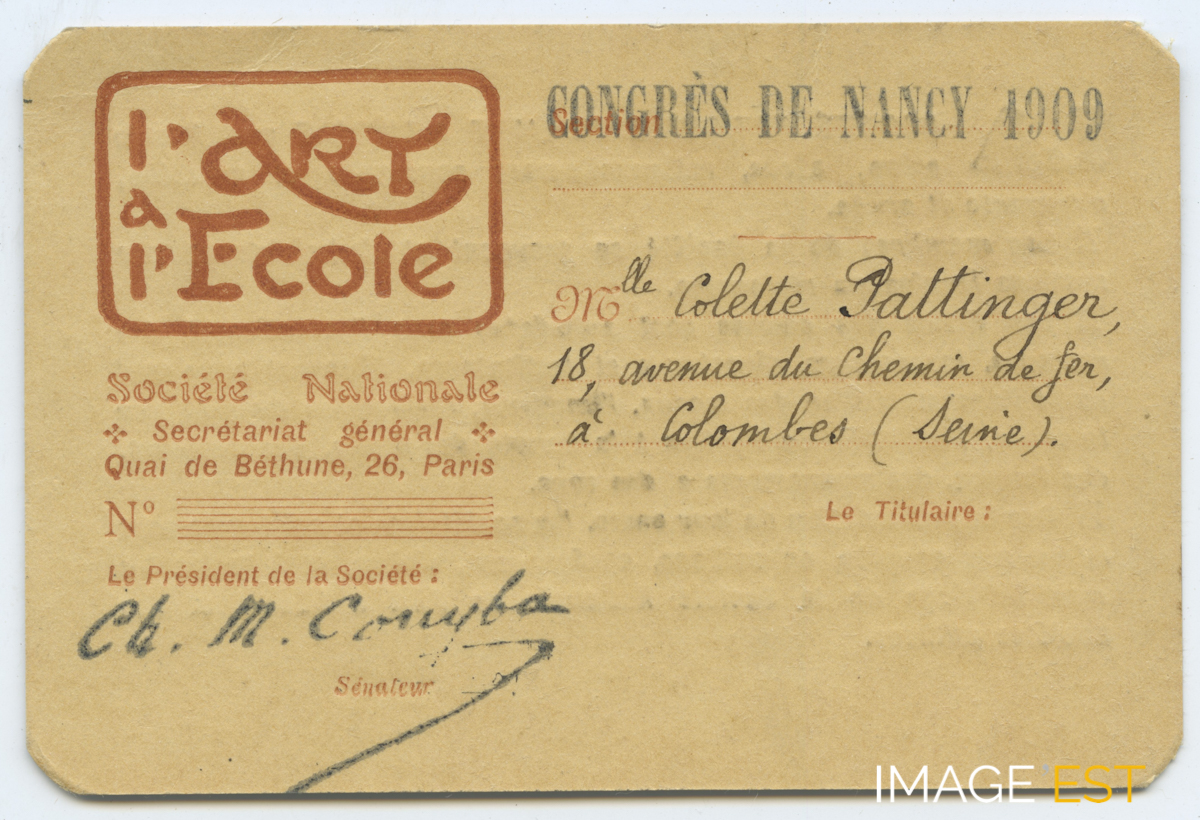 l'ART
à
l'Ecole
Société Nationale
Secrétariat général
Quai de Béthune, 26, Paris
Nº
Le Président de la Société :
Ch. M. Couyba
Sénateur
CONGRÈS DE NANCY 1909
Section
Mlle Colette Pattinger,
18, avenue du Chemin de fer,
à Colombes (Seine).
Le Titulaire :
IMAGE EST